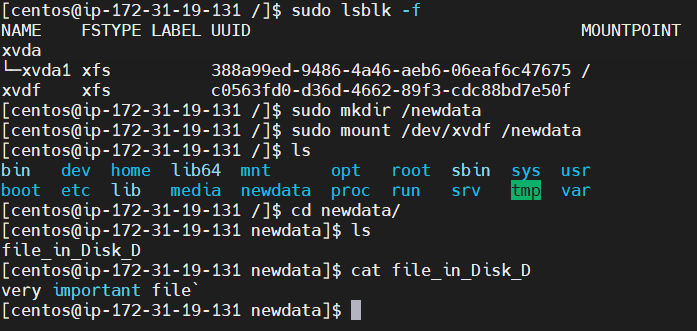 [centos@ip-172-31-19-131 /]$ sudo lsblk -f
NAME    FSTYPE LABEL UUID                                 MOUNTPOINT
xvda
└─xvda1 xfs          388a99ed-9486-4a46-aeb6-06eaf6c47675 /
xvdf    xfs          c0563fd0-d36d-4662-89f3-cdc88bd7e50f
[centos@ip-172-31-19-131 /]$ sudo mkdir /newdata
[centos@ip-172-31-19-131 /]$ sudo mount /dev/xvdf /newdata
[centos@ip-172-31-19-131 /]$ ls
bin   dev  home  lib64  mnt      opt   root  sbin  sys  usr
boot  etc  lib   media  newdata  proc  run   srv   tmp  var
[centos@ip-172-31-19-131 /]$ cd newdata/
[centos@ip-172-31-19-131 newdata]$ ls
file_in_Disk_D
[centos@ip-172-31-19-131 newdata]$ cat file_in_Disk_D
very important file`
[centos@ip-172-31-19-131 newdata]$